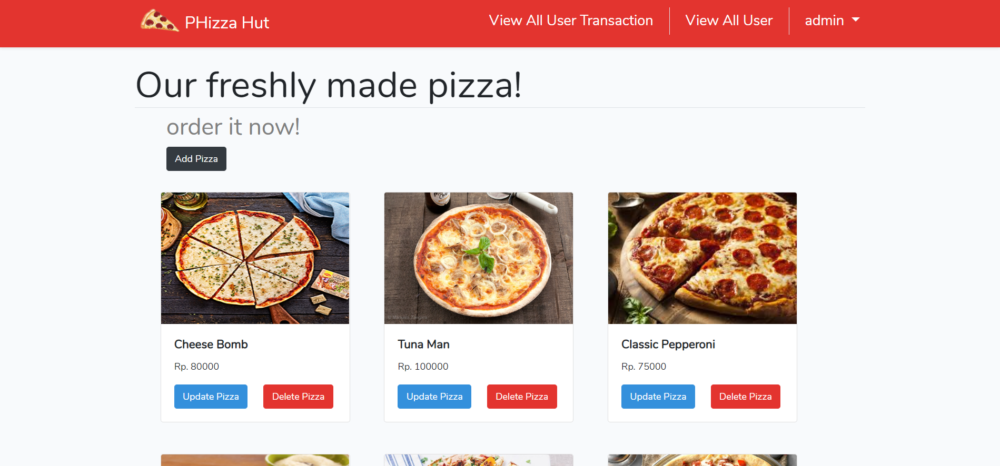 PHizza Hut
View All User Transaction
View All User
admin
Our freshly made pizza!
order it now!
Add Pizza
© Manuela Zangara
Cheese Bomb
Rp. 80000
Update Pizza
Delete Pizza
Tuna Man
Rp. 100000
Update Pizza
Delete Pizza
Classic Pepperoni
Rp. 75000
Update Pizza
Delete Pizza